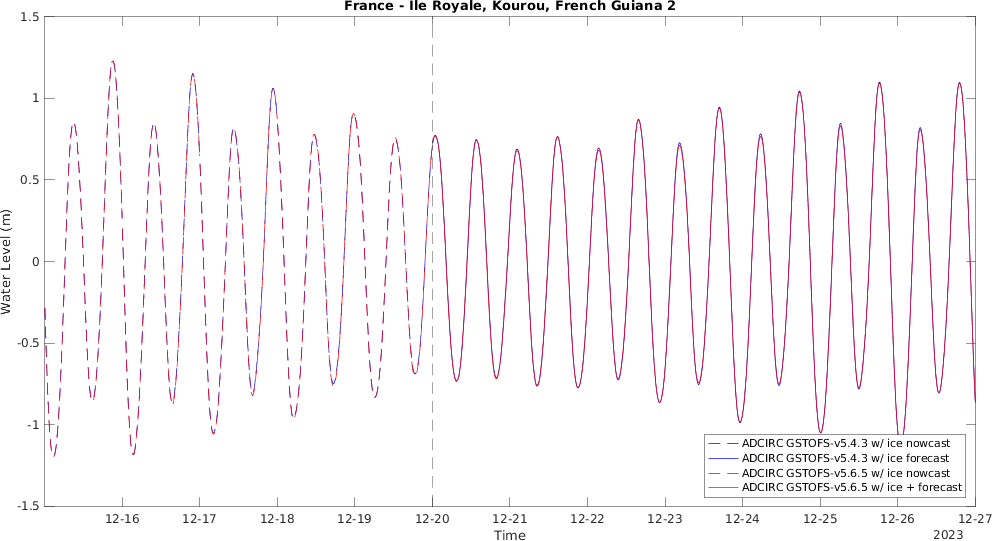 France - Ile Royale, Kourou, French Guiana 2
1.5
1
0.5
0
-0.5
-1
-1.5
Water Level (m)
12-16
12-17
12-18
12-19
12-20
12-21
12-22
12-23
12-24
12-25
12-26
12-27
Time
2023
ADCIRC GSTOFS-v5.4.3 w/ ice nowcast
ADCIRC GSTOFS-v5.4.3 w/ ice forecast
ADCIRC GSTOFS-v5.6.5 w/ ice nowcast
ADCIRC GSTOFS-v5.6.5 w/ ice + forecast